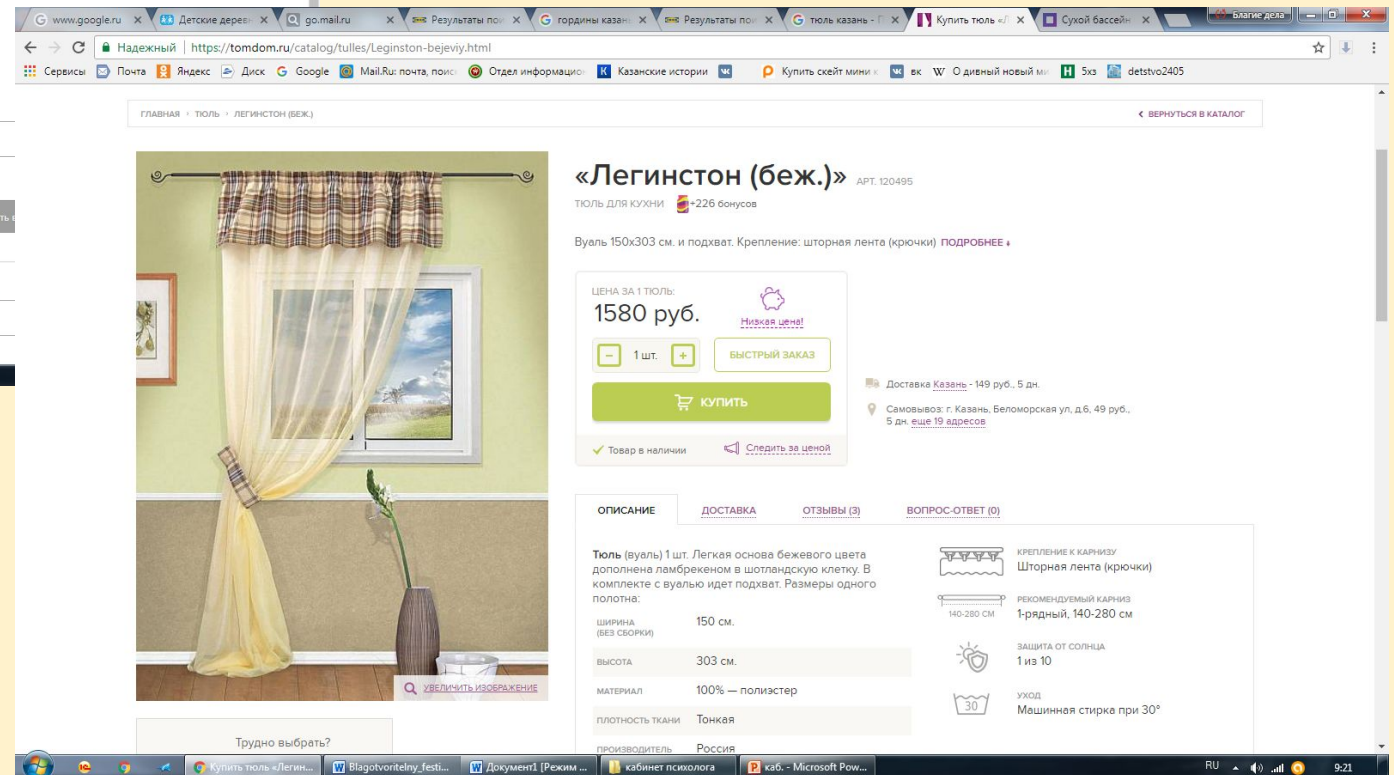 www.google.ru
Детские дерев
go.mail.ru
Результаты пои
гордины казань
Результаты пои
тюль казань - П
Купить тюль «Л
Сухой бассейн
Благие дела
Надежный | https://tomdom.ru/catalog/tulles/Leginston-bejeviy.html
Сервисы Почта Яндекс Диск Google Mail.Ru: почта, поис Отдел информацион Казанские истории Купить скейт мини вк О дивный новый ми 5хз detstvo2405
ГЛАВНАЯ › ТЮЛЬ › ЛЕГИНСТОН (БЕЖ.)
ВЕРНУТЬСЯ В КАТАЛОГ
«Легинстон (беж.)» АРТ. 120495
ТЮЛЬ ДЛЯ КУХНИ +226 бонусов
Вуаль 150x303 см. и подхват. Крепление: шторная лента (крючки) ПОДРОБНЕЕ
ЦЕНА ЗА 1 ТЮЛЬ:
1580 руб.
Низкая цена!
– 1 шт. +
БЫСТРЫЙ ЗАКАЗ
КУПИТЬ
Товар в наличии
Следить за ценой
Доставка Казань - 149 руб., 5 дн.
Самовывоз: г. Казань, Беломорская ул, д.6, 49 руб.,
5 дн. еще 19 адресов
УВЕЛИЧИТЬ ИЗОБРАЖЕНИЕ
Трудно выбрать?
ОПИСАНИЕ ДОСТАВКА ОТЗЫВЫ (3) ВОПРОС-ОТВЕТ (0)
Тюль (вуаль) 1 шт. Легкая основа бежевого цвета
дополнена ламбрекеном в шотландскую клетку. В
комплекте с вуалью идет подхват. Размеры одного
полотна:
ШИРИНА
(БЕЗ СБОРКИ)
150 см.
ВЫСОТА 303 см.
МАТЕРИАЛ 100% — полиэстер
ПЛОТНОСТЬ ТКАНИ Тонкая
ПРОИЗВОДИТЕЛЬ Россия
КРЕПЛЕНИЕ К КАРНИЗУ
Шторная лента (крючки)
140-280 СМ
РЕКОМЕНДУЕМЫЙ КАРНИЗ
1-рядный, 140-280 см
ЗАЩИТА ОТ СОЛНЦА
1 из 10
30
УХОД
Машинная стирка при 30°
Купить тюль «Легин...
Blagotvoritelny_festi...
Документ1 [Режим ...
кабинет психолога
каб. - Microsoft Pow...
RU
9:21